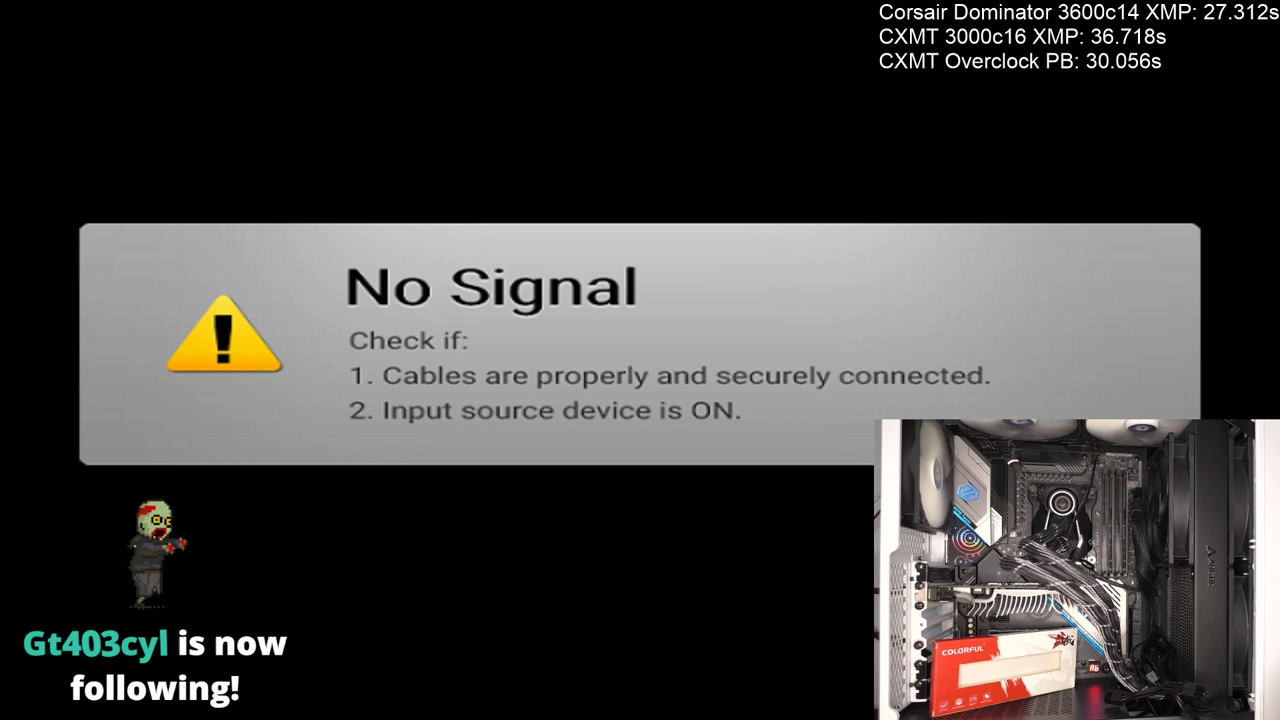 Corsair Dominator 3600c14 XMP: 27.312s
CXMT 3000c16 XMP: 36.718s
CXMT Overclock PB: 30.056s
No Signal
Check if:
1. Cables are properly and securely connected.
2. Input source device is ON.
Gt403cyl is now
following!
COLORFUL